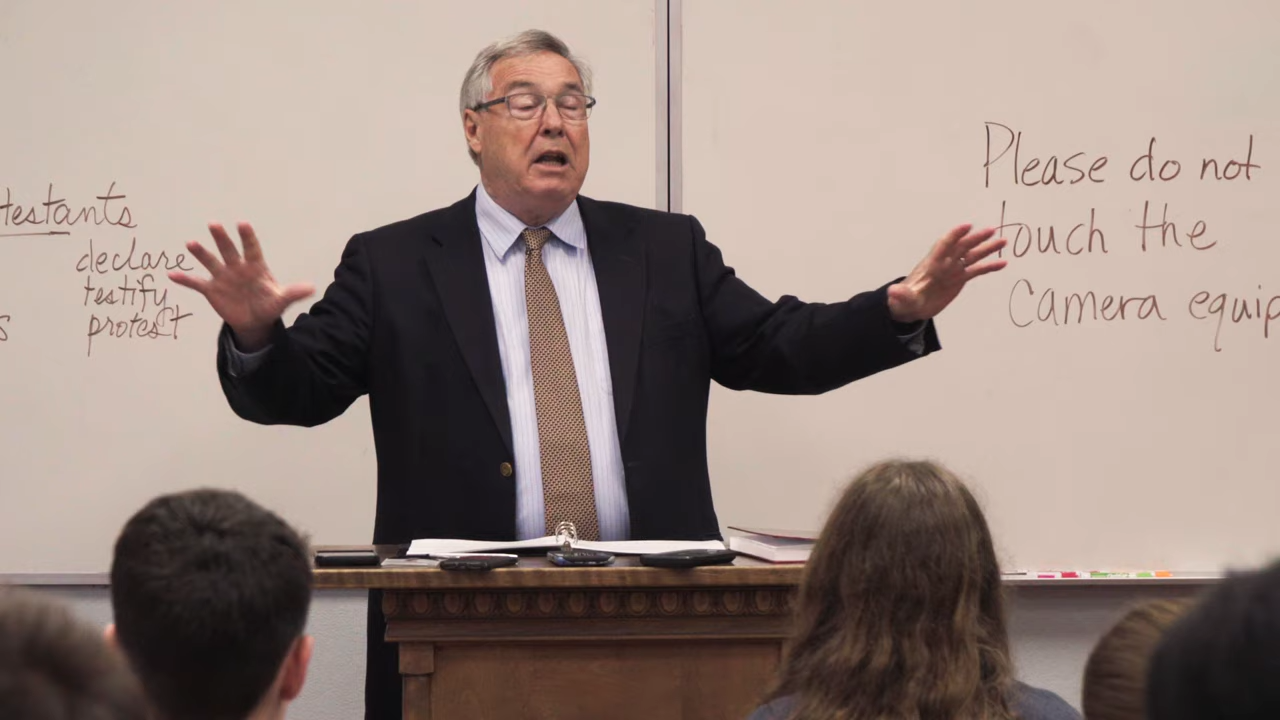 testants
declare
testify
protest
s
Please do not
touch the
Camera equip